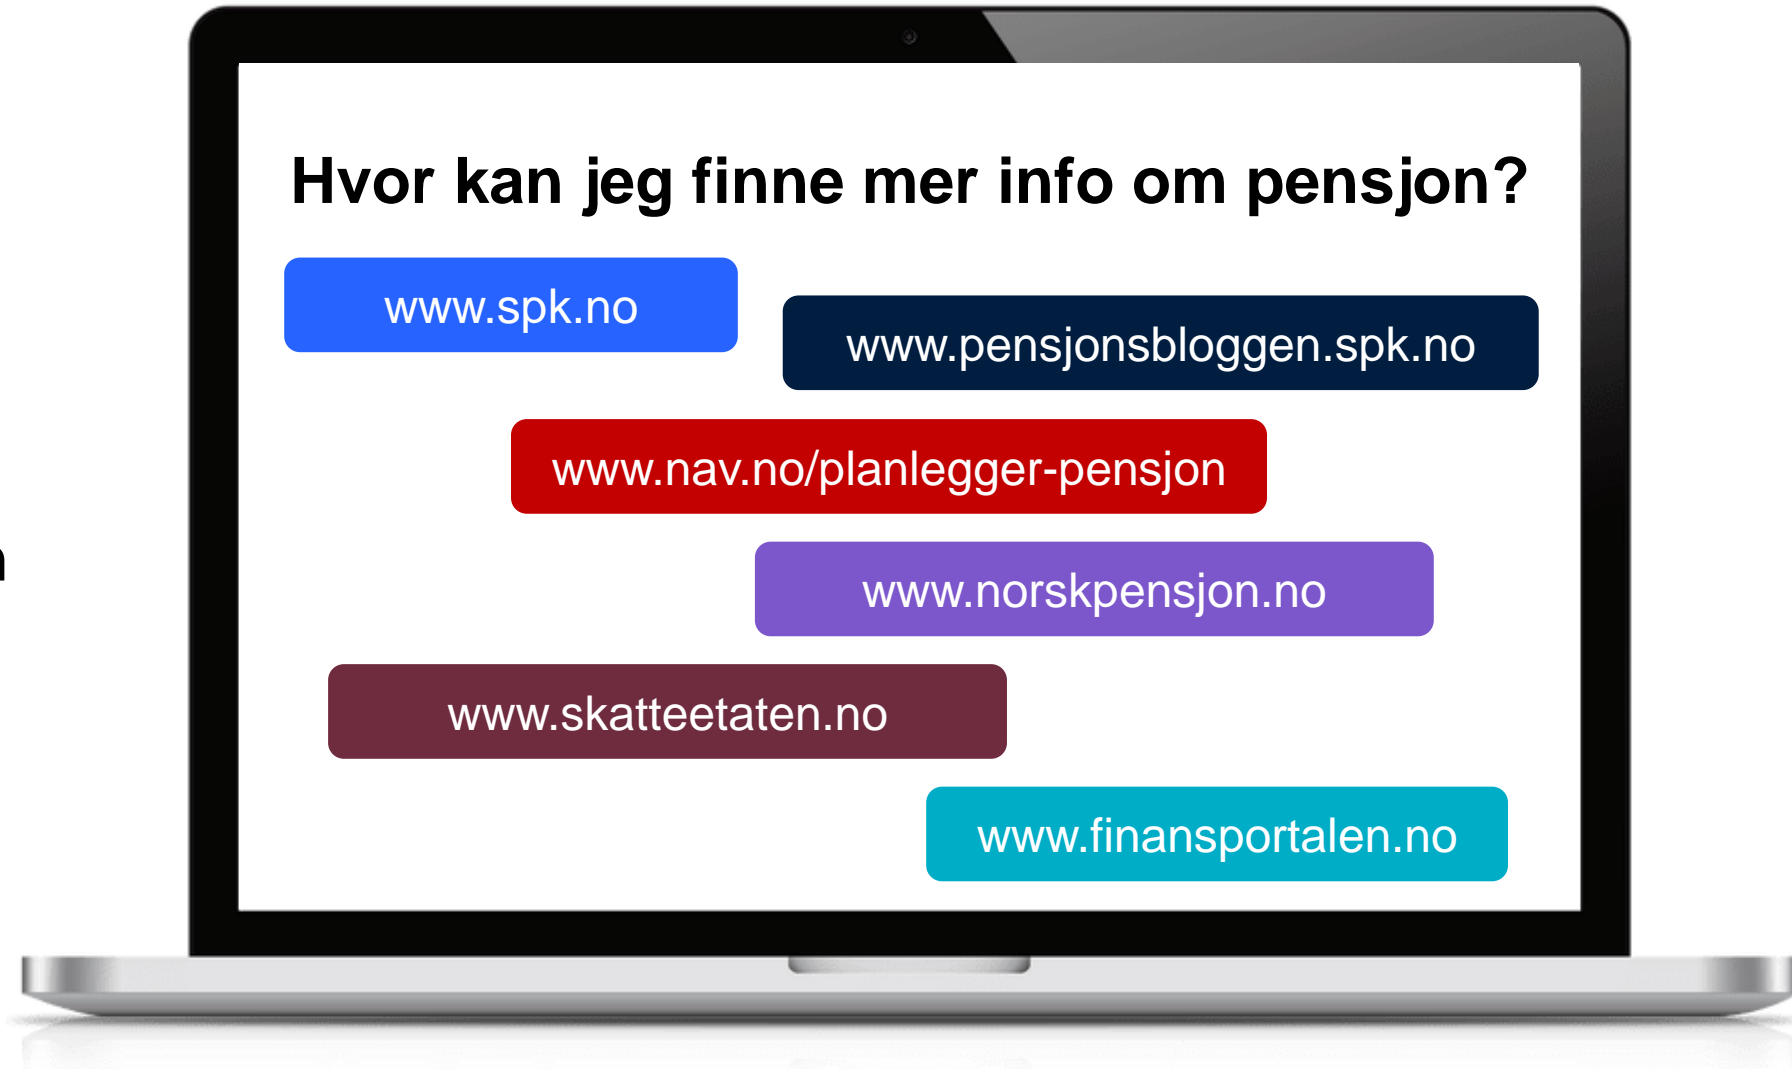 Hvor kan jeg finne mer info om pensjon?
www.spk.no
www.pensjonsbloggen.spk.no
www.nav.no/planlegger-pensjon
www.norskpensjon.no
www.skatteetaten.no
www.finansportalen.no